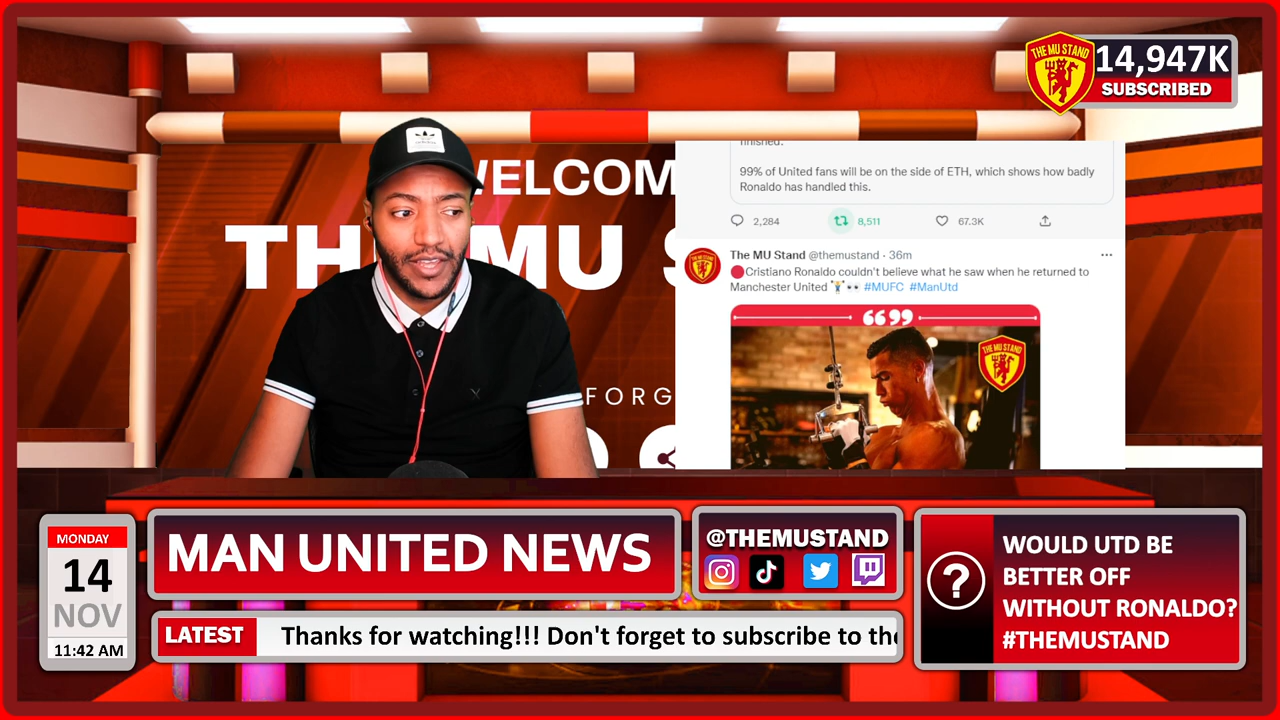 THE MU STAND
14,947K
SUBSCRIBED
WELCOM
TH MU S
FORG
finished.
99% of United fans will be on the side of ETH, which shows how badly
Ronaldo has handled this.
2,284
8,511
67.3K
The MU Stand @themustand · 36m
Cristiano Ronaldo couldn't believe what he saw when he returned to
Manchester United 👀 #MUFC #ManUtd
THE MU STAND
MONDAY
14
NOV
11:42 AM
MAN UNITED NEWS
@THEMUSTAND
LATEST
Thanks for watching!!! Don't forget to subscribe to the
?
WOULD UTD BE
BETTER OFF
WITHOUT RONALDO?
#THEMUSTAND